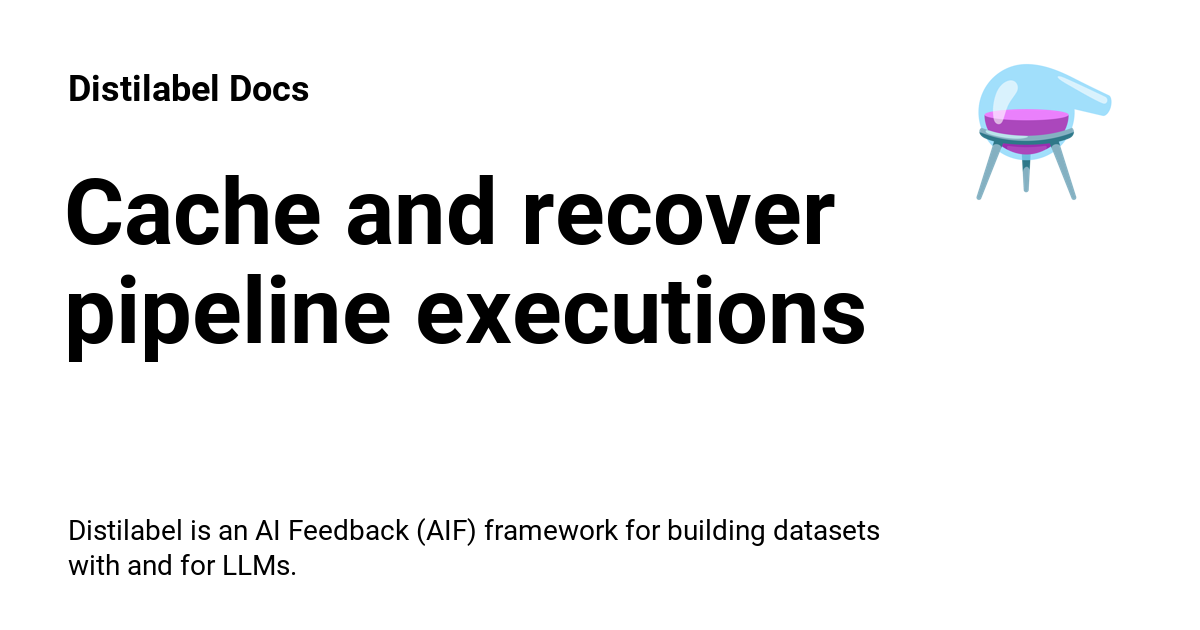 Distilabel Docs
Cache and recover
pipeline executions
Distilabel is an AI Feedback (AIF) framework for building datasets
with and for LLMs.